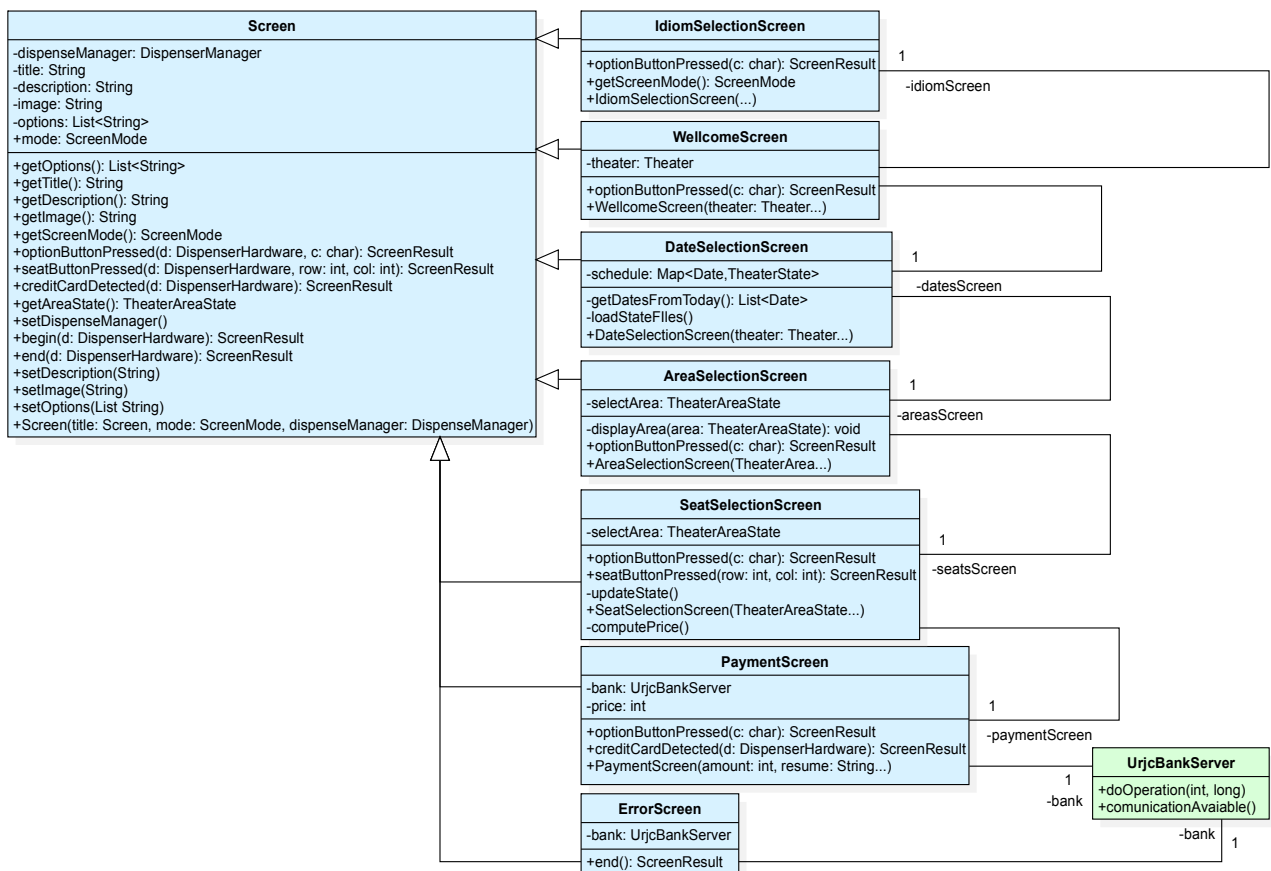 Screen
-dispenseManager: DispenserManager
-title: String
-description: String
-image: String
-options: List<String>
+mode: ScreenMode
+getOptions(): List<String>
+getTitle(): String
+getDescription(): String
+getImage(): String
+getScreenMode(): ScreenMode
+optionButtonPressed(d: DispenserHardware, c: char): ScreenResult
+seatButtonPressed(d: DispenserHardware, row: int, col: int): ScreenResult
+creditCardDetected(d: DispenserHardware): ScreenResult
+getAreaState(): TheaterAreaState
+setDispenseManager()
+begin(d: DispenserHardware): ScreenResult
+end(d: DispenserHardware): ScreenResult
+setDescription(String)
+setImage(String)
+setOptions(List String)
+Screen(title: Screen, mode: ScreenMode, dispenseManager: DispenseManager)
IdiomSelectionScreen
+optionButtonPressed(c: char): ScreenResult
+getScreenMode(): ScreenMode
+IdiomSelectionScreen(...)
1
-idiomScreen
WellcomeScreen
-theater: Theater
+optionButtonPressed(c: char): ScreenResult
+WellcomeScreen(theater: Theater...)
DateSelectionScreen
-schedule: Map<Date,TheaterState>
-getDatesFromToday(): List<Date>
-loadStateFIles()
+DateSelectionScreen(theater: Theater...)
1
-datesScreen
AreaSelectionScreen
-selectArea: TheaterAreaState
-displayArea(area: TheaterAreaState): void
+optionButtonPressed(c: char): ScreenResult
+AreaSelectionScreen(TheaterArea...)
1
-areasScreen
SeatSelectionScreen
-selectArea: TheaterAreaState
+optionButtonPressed(c: char): ScreenResult
+seatButtonPressed(row: int, col: int): ScreenResult
-updateState()
+SeatSelectionScreen(TheaterAreaState...)
-computePrice()
1
-seatsScreen
PaymentScreen
-bank: UrjcBankServer
-price: int
+optionButtonPressed(c: char): ScreenResult
+creditCardDetected(d: DispenserHardware): ScreenResult
+PaymentScreen(amount: int, resume: String...)
1
-paymentScreen
UrjcBankServer
+doOperation(int, long)
+comunicationAvaiable()
1
-bank
-bank
1
ErrorScreen
-bank: UrjcBankServer
+end(): ScreenResult